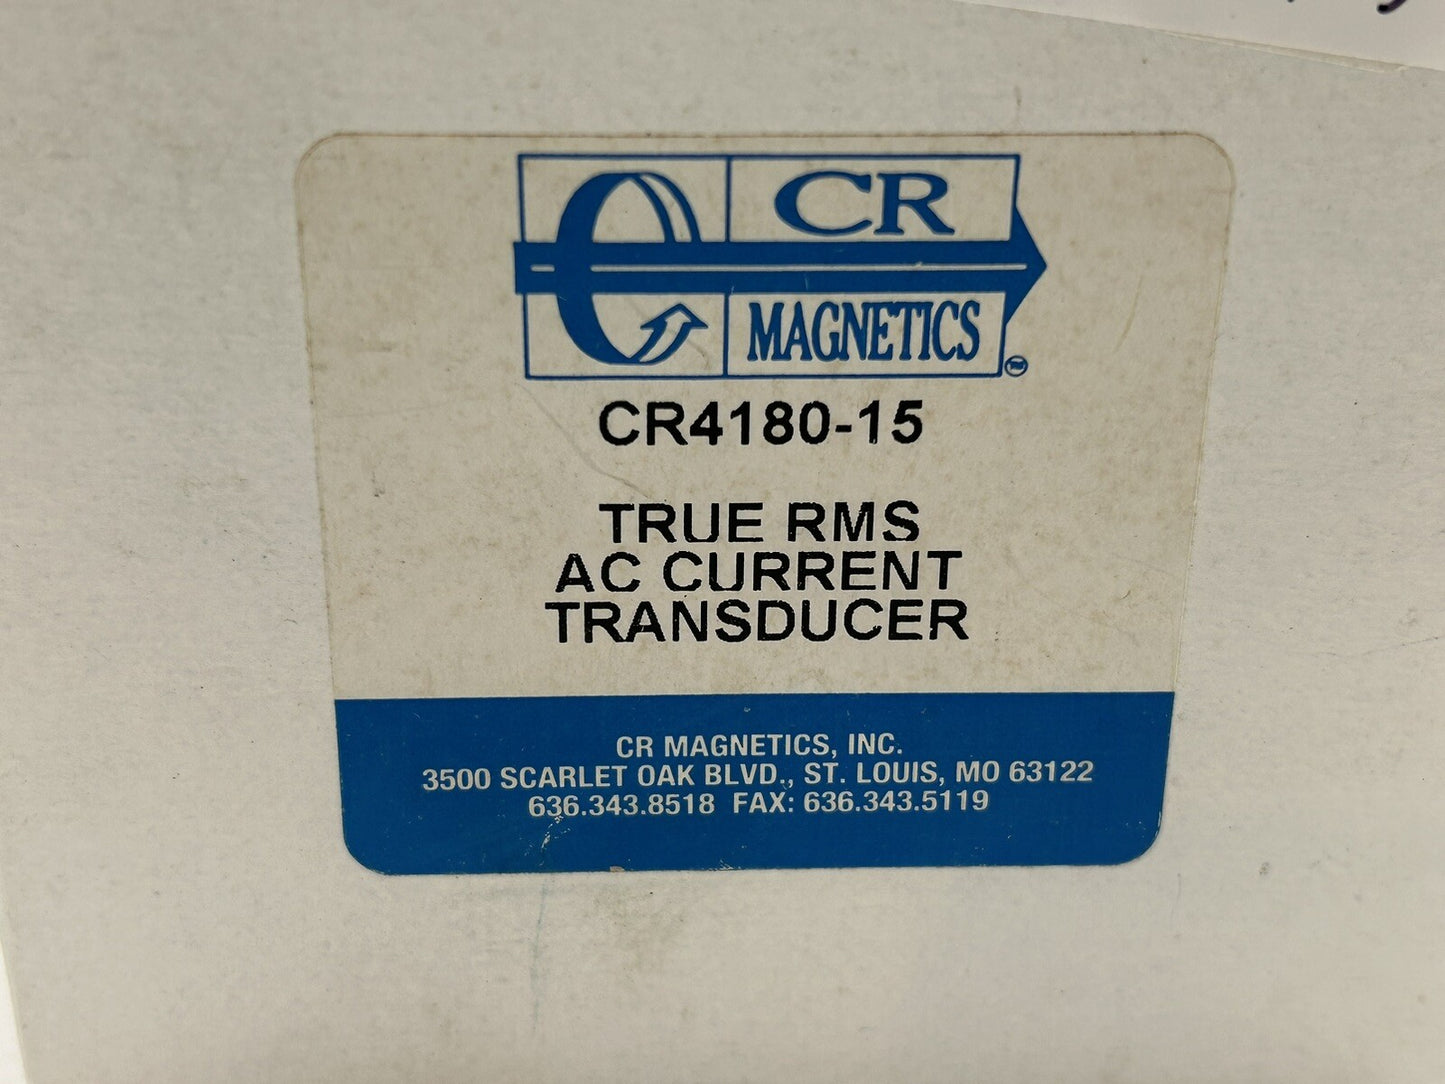 CR
MAGNETICS
TM
CR4180-15
TRUE RMS
AC CURRENT
TRANSDUCER
CR MAGNETICS, INC.
3500 SCARLET OAK BLVD., ST. LOUIS, MO 63122
636.343.8518 FAX: 636.343.5119